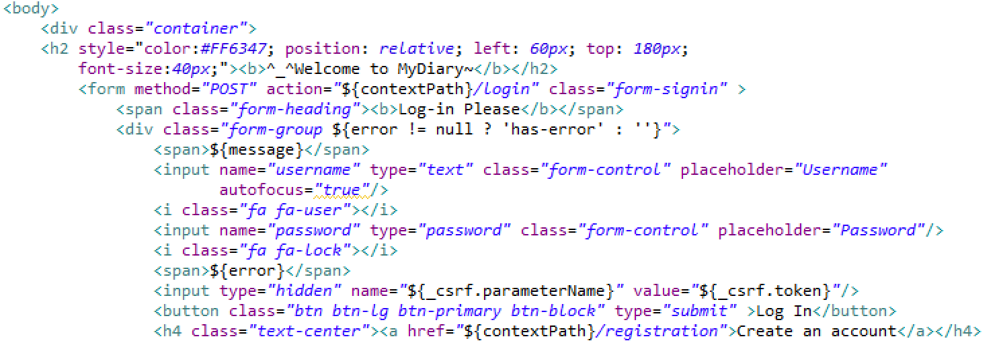 <body>
<div class="container">
<h2 style="color:#FF6347; position: relative; left: 60px; top: 180px;
font-size:40px;"><b>^_^Welcome to MyDiary~</b></h2>
<form method="POST" action="${contextPath}/login" class="form-signin" >
<span class="form-heading"><b>Log-in Please</b></span>
<div class="form-group ${error != null ? 'has-error' : ''}">
<span>${message}</span>
<input name="username" type="text" class="form-control" placeholder="Username"
autofocus="true"/>
<i class="fa fa-user"></i>
<input name="password" type="password" class="form-control" placeholder="Password"/>
<i class="fa fa-lock"></i>
<span>${error}</span>
<input type="hidden" name="${_csrf.parameterName}" value="${_csrf.token}"/>
<button class="btn btn-lg btn-primary btn-block" type="submit" >Log In</button>
<h4 class="text-center"><a href="${contextPath}/registration">Create an account</a></h4>